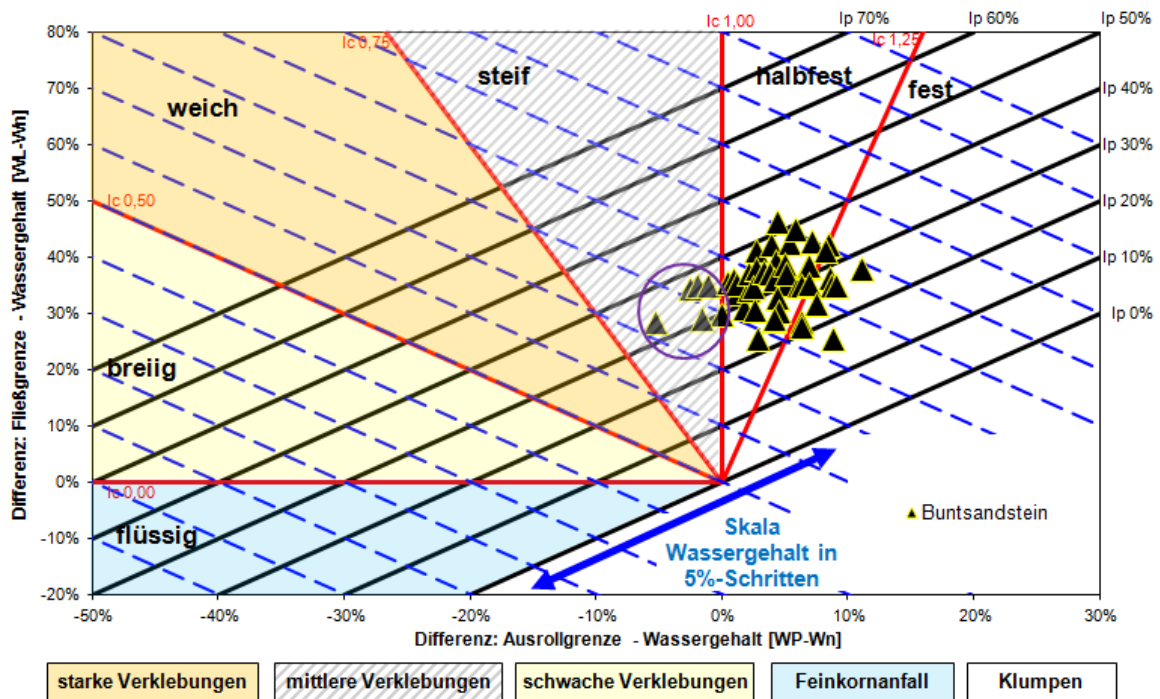 Ic 1,00
Ip 70%
Ip 60%
Ip 50%
80%
Ic 0,75
Ic 1,25
70%
60%
50%
40%
30%
20%
10%
0%
-10%
-20%
steif
halbfest
fest
weich
Ic 0,50
breiig
Ic 0,00
flüssig
Ip 40%
Ip 30%
Ip 20%
Ip 10%
Ip 0%
Buntsandstein
Skala
Wassergehalt in
5%-Schritten
Differenz: Fließgrenze - Wassergehalt [WL-Wn]
-50%
-40%
-30%
-20%
-10%
0%
10%
20%
30%
Differenz: Ausrollgrenze - Wassergehalt [WP-Wn]
starke Verklebungen
mittlere Verklebungen
schwache Verklebungen
Feinkornanfall
Klumpen